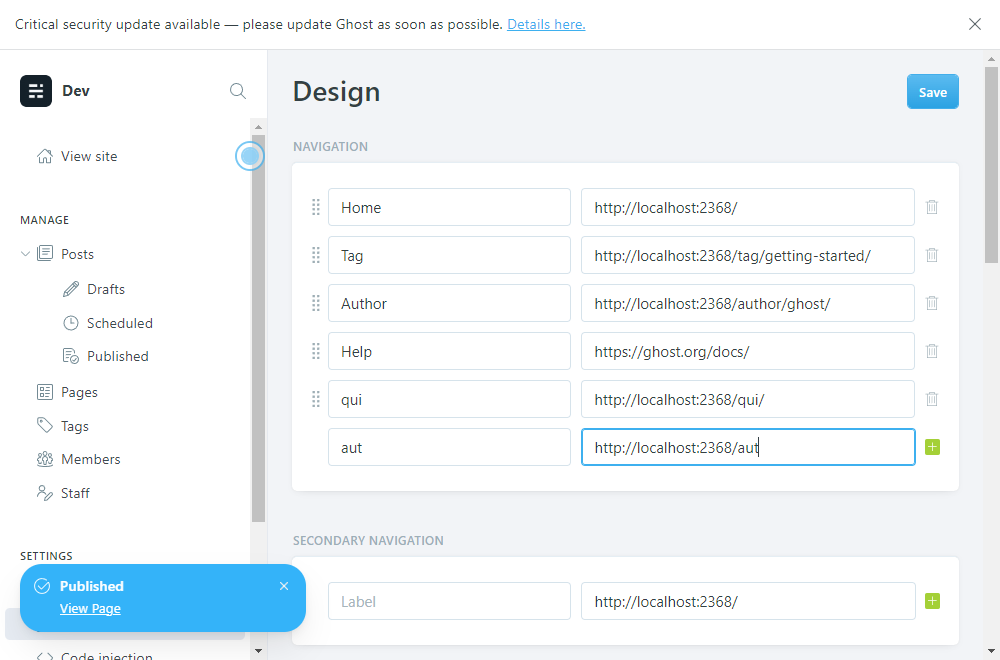 Critical security update available — please update Ghost as soon as possible. Details here.
Dev
Design
Save
View site
NAVIGATION
Home http://localhost:2368/
MANAGE
Posts
Tag http://localhost:2368/tag/getting-started/
Drafts
Author http://localhost:2368/author/ghost/
Scheduled
Published
Help https://ghost.org/docs/
Pages
qui http://localhost:2368/qui/
Tags
aut http://localhost:2368/aut
Members
Staff
SECONDARY NAVIGATION
SETTINGS
Published
View Page
Label http://localhost:2368/
Code injection